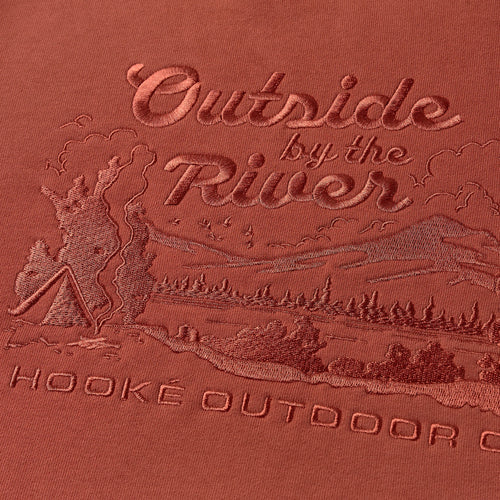 Outside
by the
River
HOOKÉ OUTDOOR